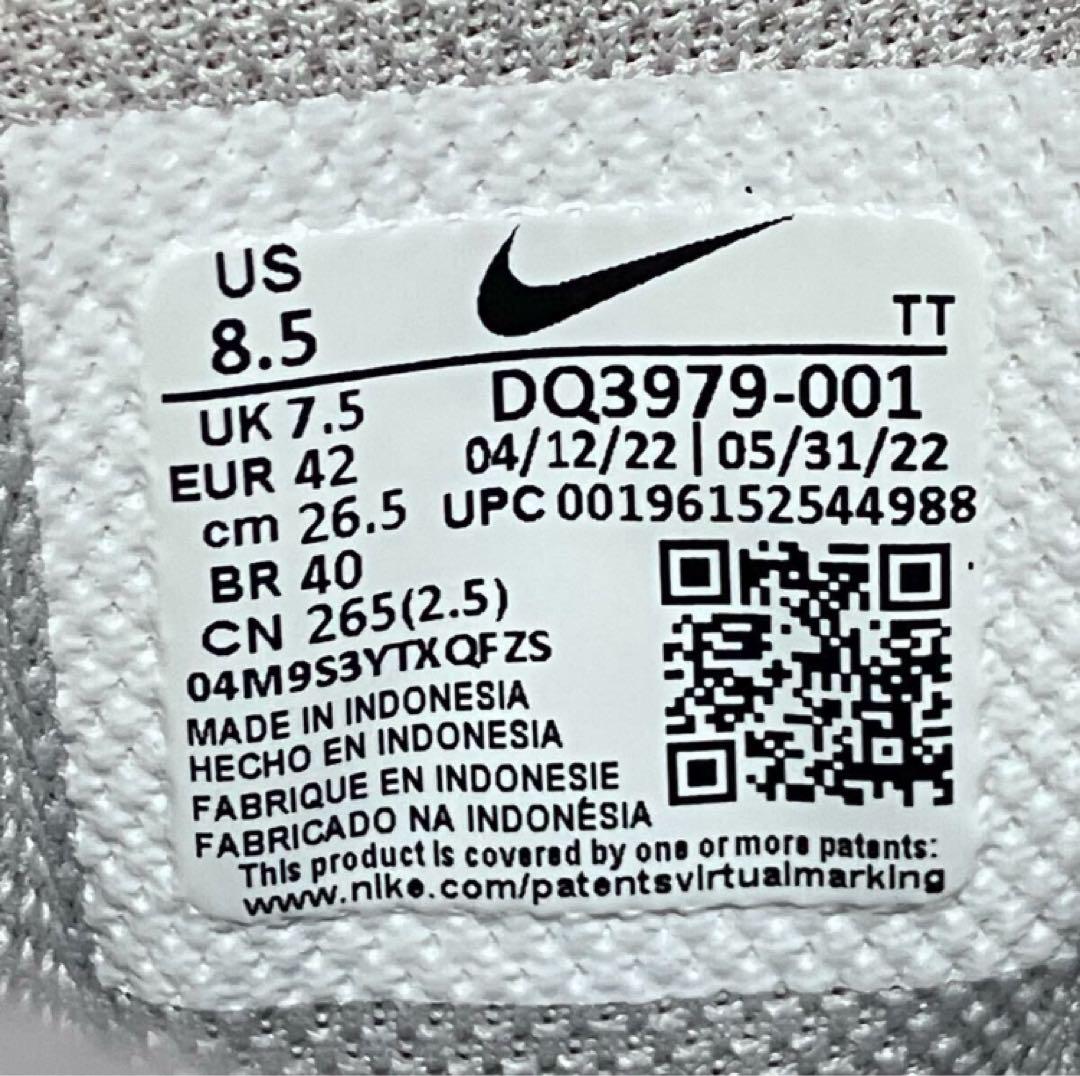 US
8.5
TT
UK 7.5
EUR 42
cm 26.5
BR 40
CN 265(2.5)
DQ3979-001
04/12/22 | 05/31/22
UPC 00196152544988
04M9S3YTXQFZS
MADE IN INDONESIA
HECHO EN INDONESIA
FABRIQUE EN INDONESIE
FABRICADO NA INDONÉSIA
This product is covered by one or more patents:
www.nike.com/patentsvirtualmarking